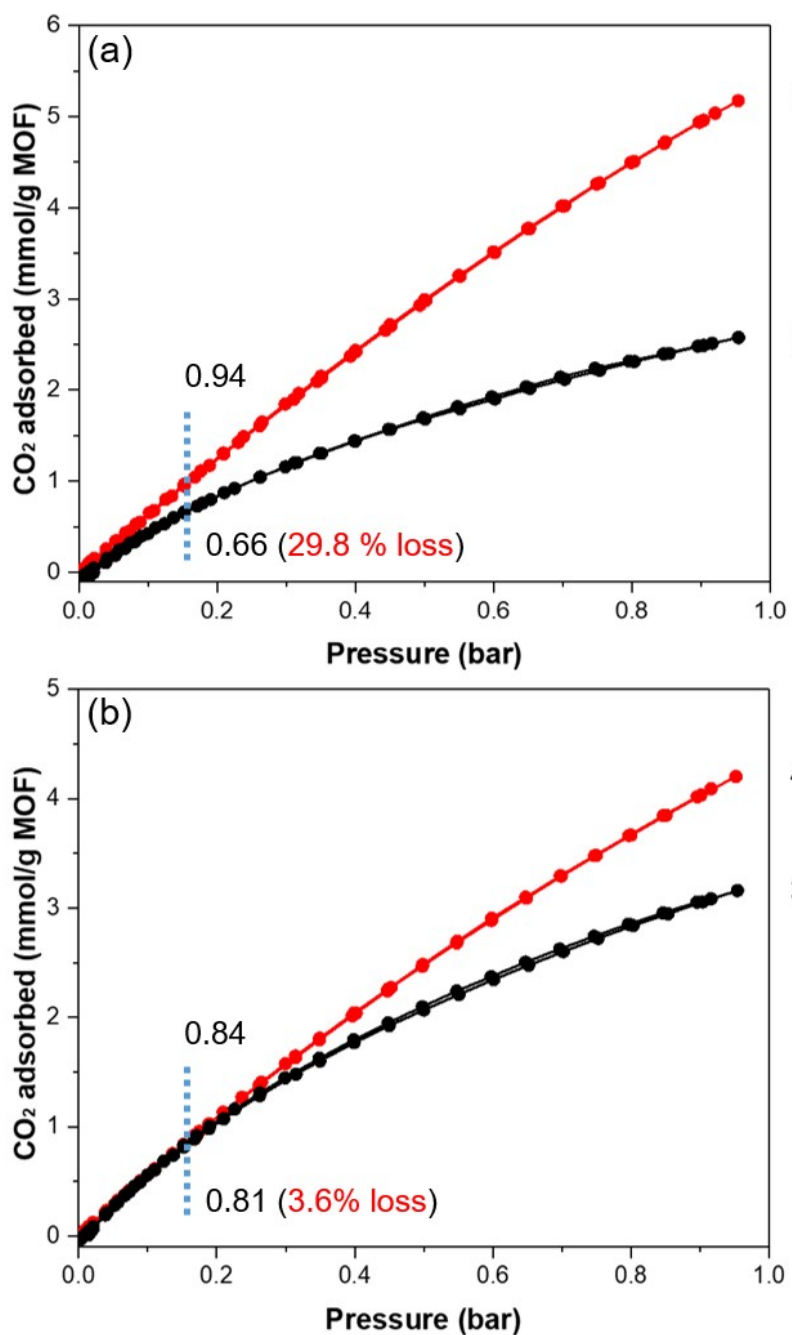 (a)
6
5
4
3
2
1
0
CO₂ adsorbed (mmol/g MOF)
0.94
0.66 (29.8 % loss)
0.0 0.2 0.4 0.6 0.8 1.0
Pressure (bar)
(b)
5
4
3
2
1
0
CO₂ adsorbed (mmol/g MOF)
0.84
0.81 (3.6% loss)
0.0 0.2 0.4 0.6 0.8 1.0
Pressure (bar)